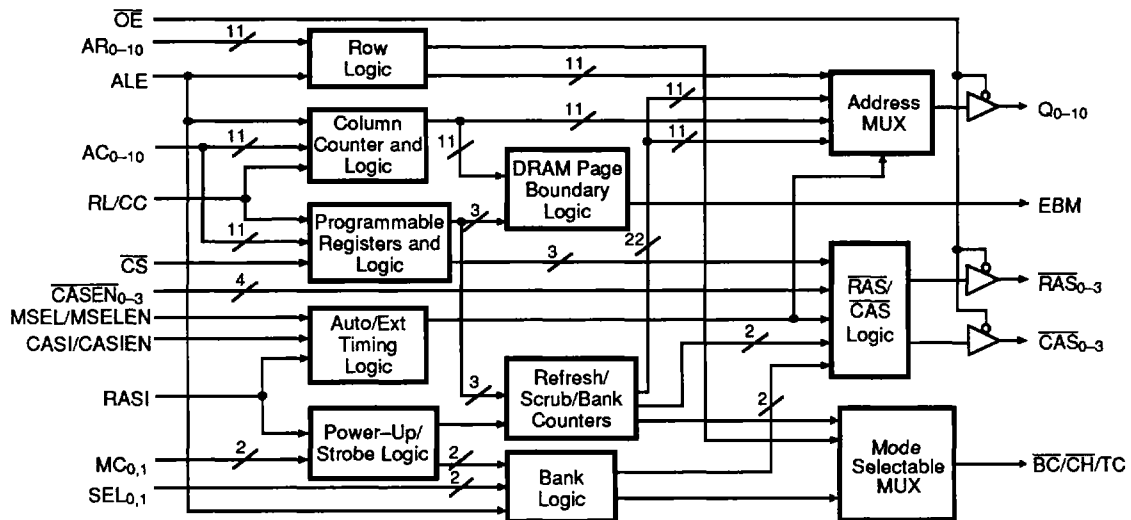 OE
AR0–10
11
Row
Logic
ALE
11
11
Address
MUX
Q0–10
AC0–10
11
Column
Counter and
Logic
11
11
11
RL/CC
DRAM Page
Boundary
Logic
EBM
11
Programmable
Registers and
Logic
3
22
3
CS
CASEN0–3
4
RAS/
CAS
Logic
RAS0–3
MSEL/MSELEN
CASI/CASIEN
Auto/Ext
Timing
Logic
2
CAS0–3
RASI
3
Refresh/
Scrub/Bank
Counters
2
MC0,1
2
Power–Up/
Strobe Logic
2
Mode
Selectable
MUX
BC/CH/TC
SEL0,1
2
Bank
Logic